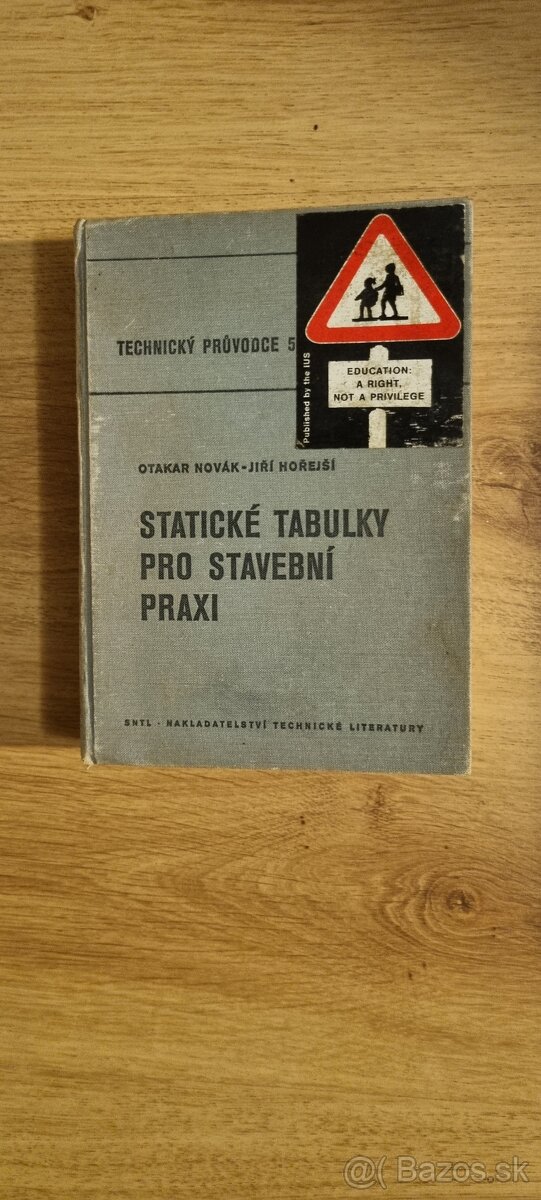 TECHNICKÝ PRŮVODCE 5
Published by the IUS
EDUCATION:
A RIGHT,
NOT A PRIVILEGE
OTAKAR NOVÁK-JIŘÍ HOŘEJŠÍ
STATICKÉ TABULKY
PRO STAVEBNÍ
PRAXI
SNTL · NAKLADATELSTVÍ TECHNICKÉ LITERATURY
@( Bazos.sk